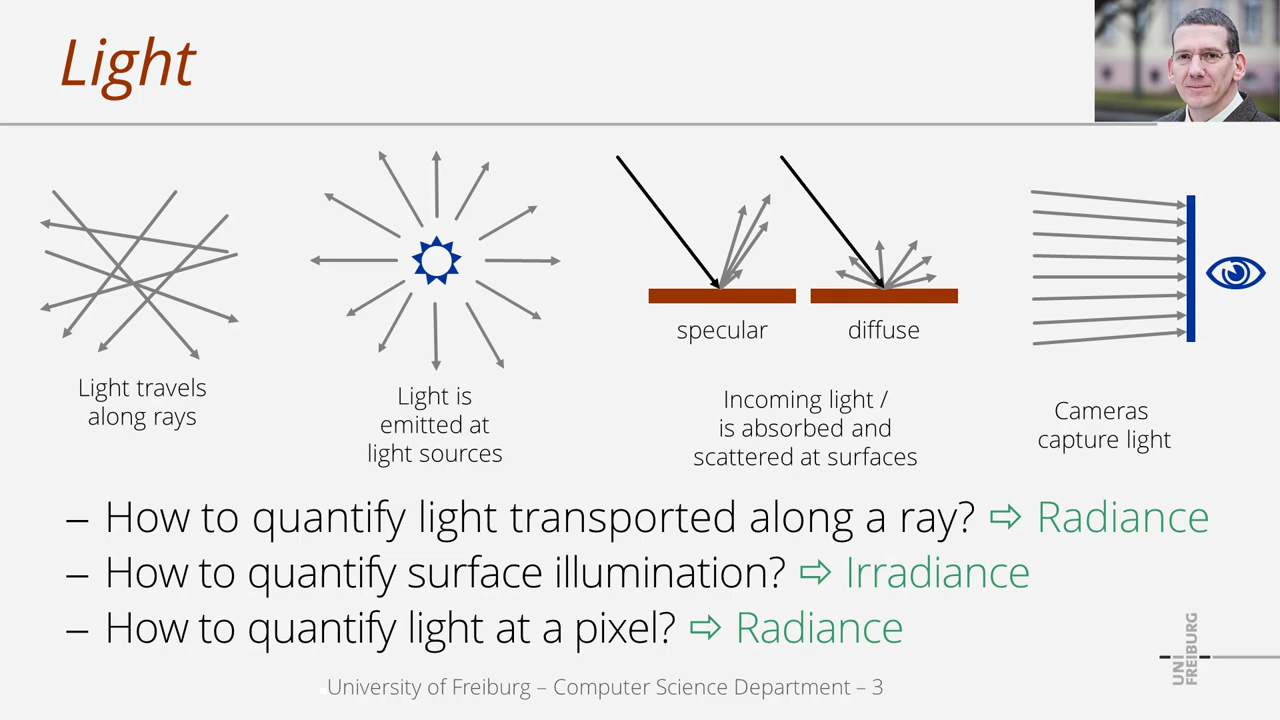 Light
specular
diffuse
Light travels
along rays
Light is
emitted at
light sources
Incoming light /
is absorbed and
scattered at surfaces
Cameras
capture light
– How to quantify light transported along a ray? ⇨ Radiance
– How to quantify surface illumination? ⇨ Irradiance
– How to quantify light at a pixel? ⇨ Radiance
UNI
FREIBURG
University of Freiburg – Computer Science Department – 3